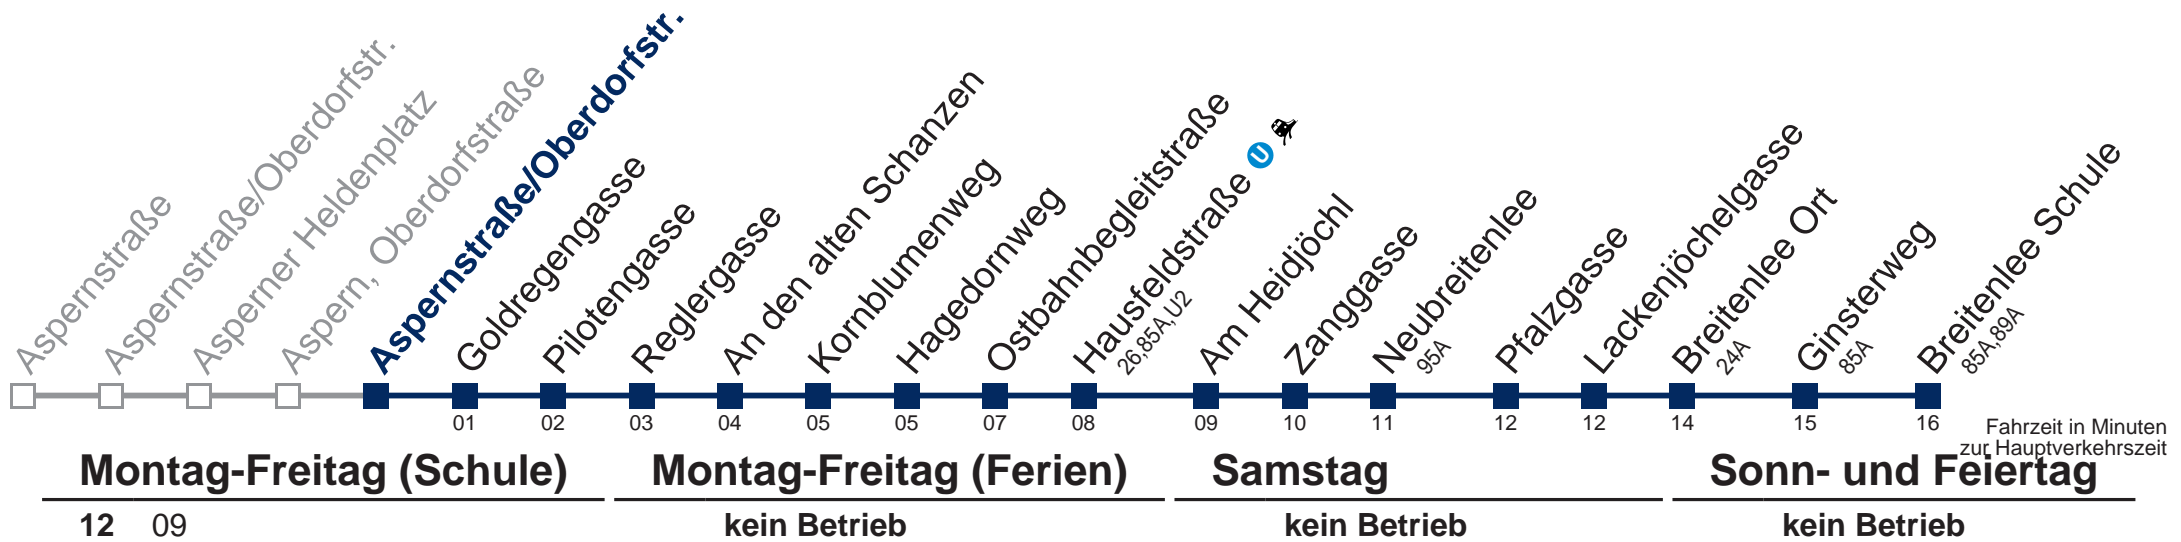 Aspernstraße
Aspernstraße/Oberdorfstr.
Asperner Heldenplatz
Aspern, Oberdorfstraße
Aspernstraße/Oberdorfstr.
Goldregengasse
Pilotengasse
Reglergasse
An den alten Schanzen
Kornblumenweg
Hagedornweg
Ostbahnbegleitstraße
Hausfeldstraße U
26,85A,U2
Am Heidjöchl
Zanggasse
Neubreitenlee
95A
Pfalzgasse
Lackenjöchelgasse
Breitenlee Ort
24A
Ginsterweg
85A
Breitenlee Schule
85A,89A
01 02 03 04 05 05 07 08 09 10 11 12 12 14 15 16
Fahrzeit in Minuten
zur Hauptverkehrszeit
Montag-Freitag (Schule) Montag-Freitag (Ferien) Samstag Sonn- und Feiertag
12 09 kein Betrieb kein Betrieb kein Betrieb